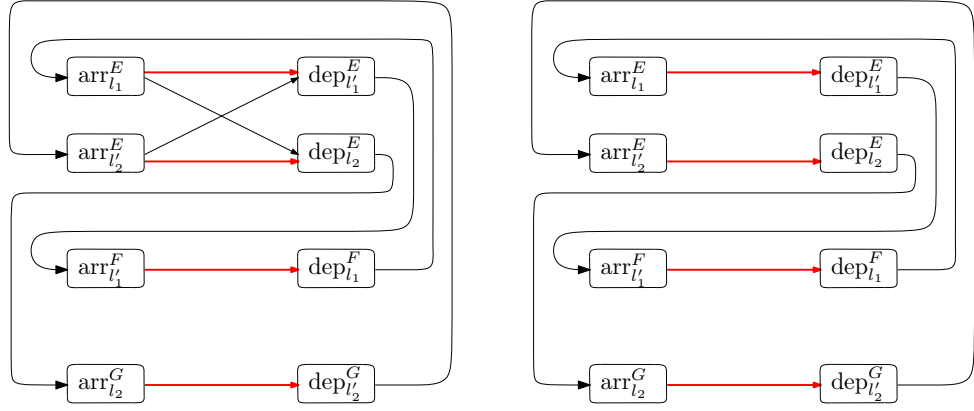 arr^E_{l_1} dep^E_{l'_1} arr^E_{l_1} dep^E_{l'_1}
arr^E_{l'_2} dep^E_{l_2} arr^E_{l'_2} dep^E_{l_2}
arr^F_{l'_1} dep^F_{l_1} arr^F_{l'_1} dep^F_{l_1}
arr^G_{l_2} dep^G_{l'_2} arr^G_{l_2} dep^G_{l'_2}